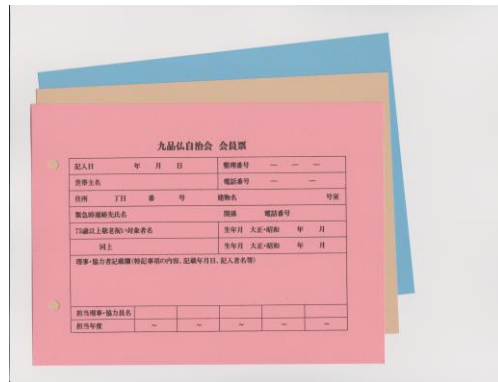 九品仏自治会 会員票
記入日 年 月 日 整理番号 ― ― ―
世帯主名 電話番号 ― ―
住所 丁目 番 号 建物名 号室
緊急時連絡先氏名 関係 電話番号
75歳以上敬老祝い対象者名 生年月 大正・昭和 年 月
同上 生年月 大正・昭和 年 月
理事・協力者記載欄(特記事項の内容、記載年月日、記入者名等)
担当理事・協力員名
担当年度 ～ ～ ～ ～ ～